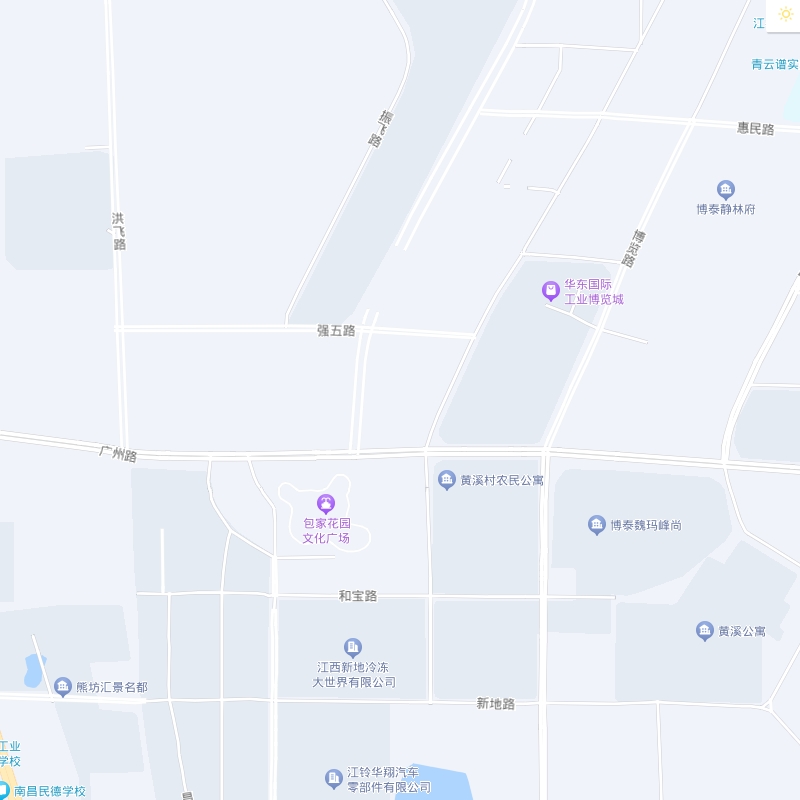 江
青云谱实
惠民路
振飞路
博泰静林府
洪飞路
博览路
华东国际
工业博览城
强五路
广州路
黄溪村农民公寓
包家花园
文化广场
博泰魏玛峰尚
和宝路
黄溪公寓
江西新地冷冻
大世界有限公司
熊坊汇景名都
新地路
工业
学校
江铃华翔汽车
零部件有限公司
南昌民德学校
昌